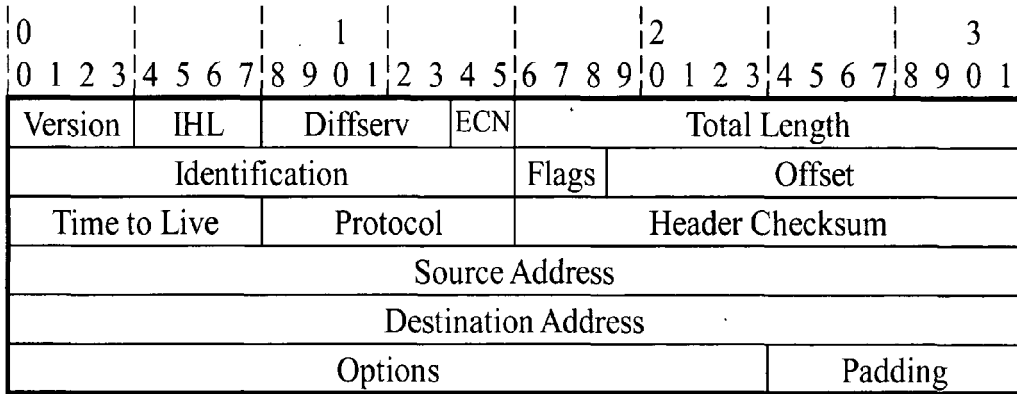 0 1 2 3
0 1 2 3 4 5 6 7 8 9 0 1 2 3 4 5 6 7 8 9 0 1 2 3 4 5 6 7 8 9 0 1
Version IHL Diffserv ECN Total Length
Identification Flags Offset
Time to Live Protocol Header Checksum
Source Address
Destination Address
Options Padding